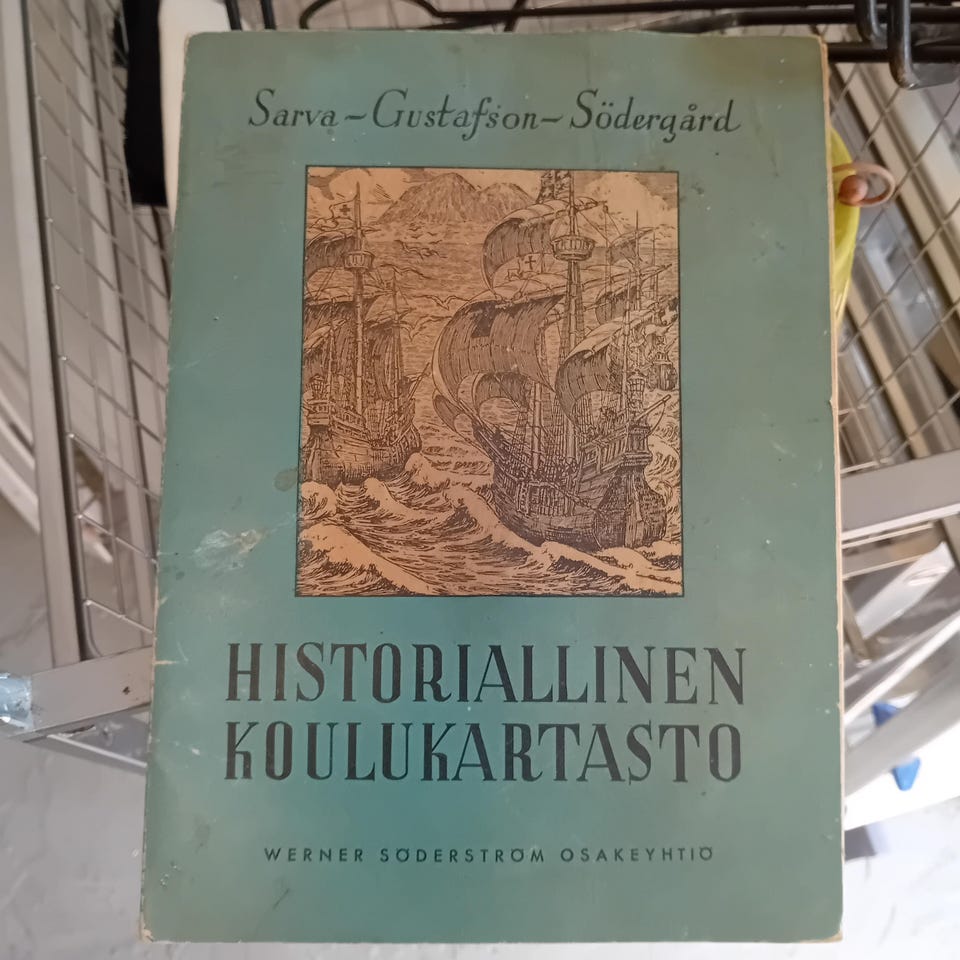 Sarva – Gustafson – Södergård
HISTORIALLINEN
KOULUKARTASTO
WERNER SÖDERSTRÖM OSAKEYHTIÖ